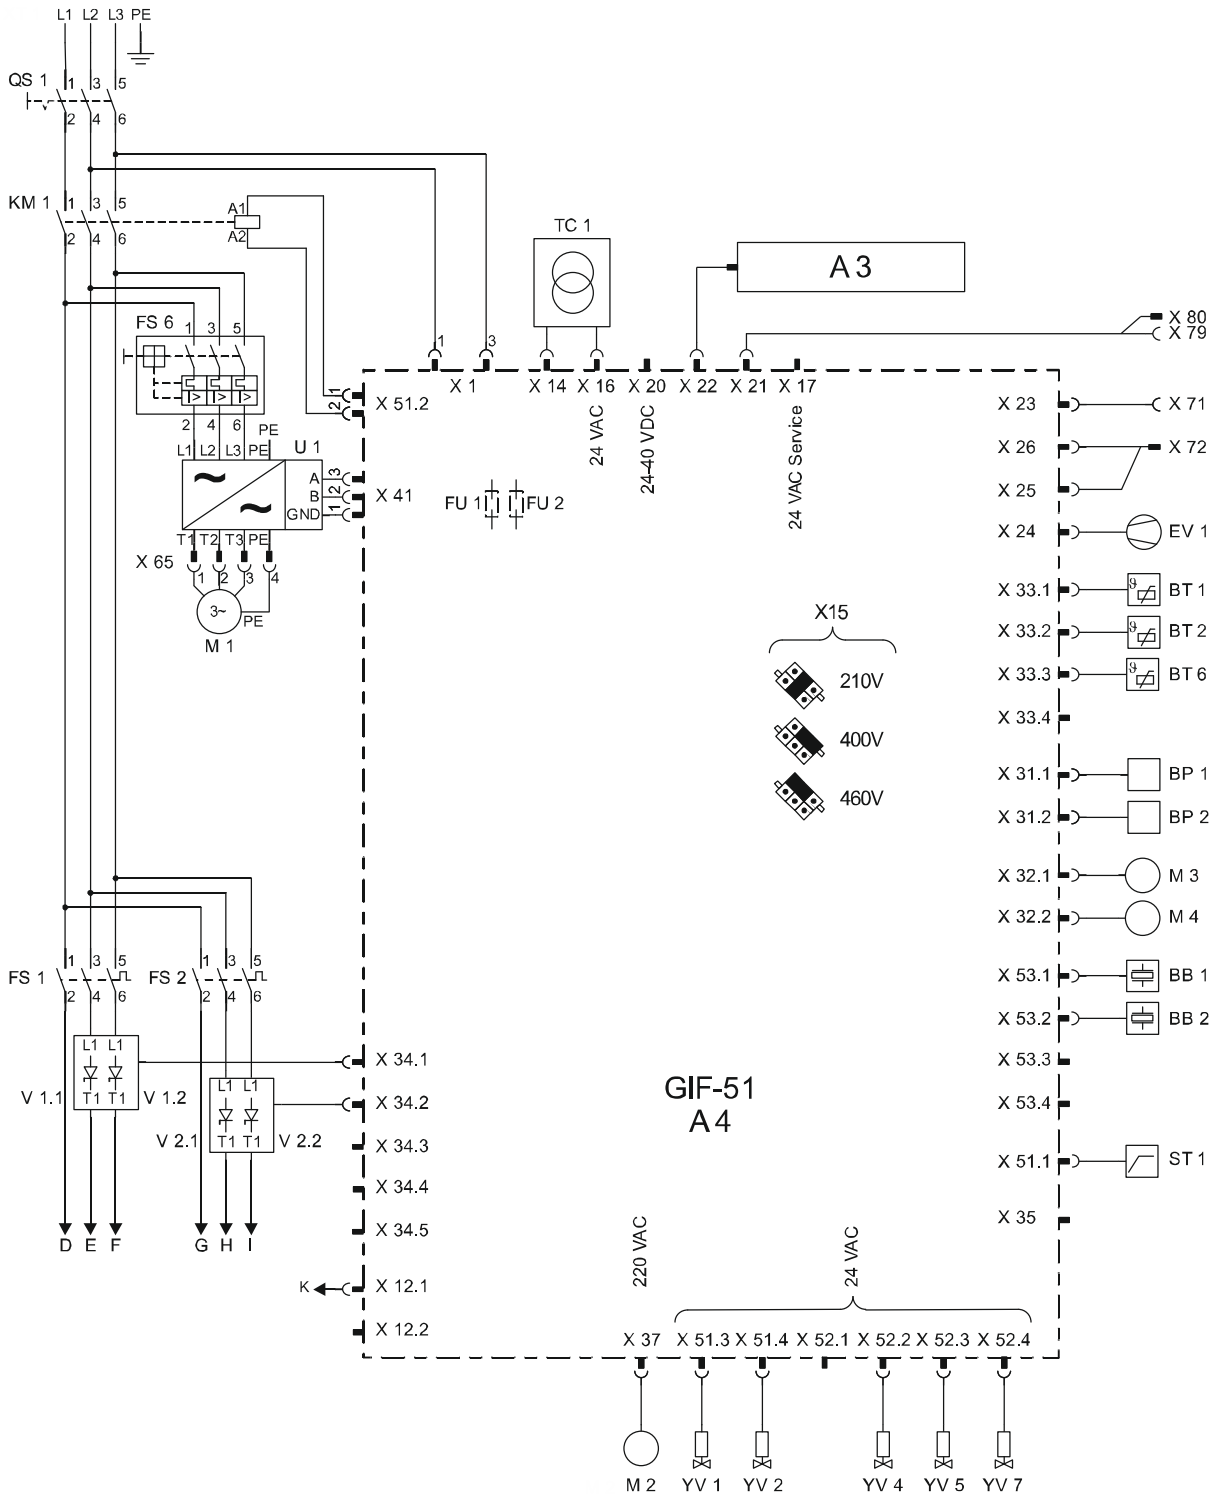 L1 L2 L3 PE
QS 1
1 3 5
2 4 6
KM 1
1 3 5
2 4 6
A1
A2
TC 1
A 3
X 80
X 79
FS 6
1 3 5
I> I> I>
2 4 6
PE
L1 L2 L3 PE
U 1
A 3
B 2
GND 1
T1 T2 T3 PE
X 65
1 2 3 4
3~
PE
M 1
1 3
X 1
X 14
X 16
X 20
X 22
X 21
X 17
24 VAC
24-40 VDC
24 VAC Service
1
2
X 51.2
X 41
FU 1
FU 2
X 23
X 71
X 26
X 72
X 25
X 24
EV 1
X 33.1
ϑ
BT 1
X 33.2
ϑ
BT 2
X 33.3
ϑ
BT 6
X 33.4
X15
210V
400V
460V
X 31.1
BP 1
X 31.2
BP 2
X 32.1
M 3
X 32.2
M 4
X 53.1
BB 1
X 53.2
BB 2
X 53.3
X 53.4
X 51.1
ST 1
X 35
FS 1
1 3 5
2 4 6
FS 2
1 3 5
2 4 6
L1 L1
V 1.1
T1 T1
V 1.2
L1 L1
V 2.1
T1 T1
V 2.2
D E F
G H I
X 34.1
X 34.2
X 34.3
X 34.4
X 34.5
K
X 12.1
X 12.2
GIF-51
A 4
220 VAC
24 VAC
X 37
X 51.3
X 51.4
X 52.1
X 52.2
X 52.3
X 52.4
M 2
YV 1
YV 2
YV 4
YV 5
YV 7